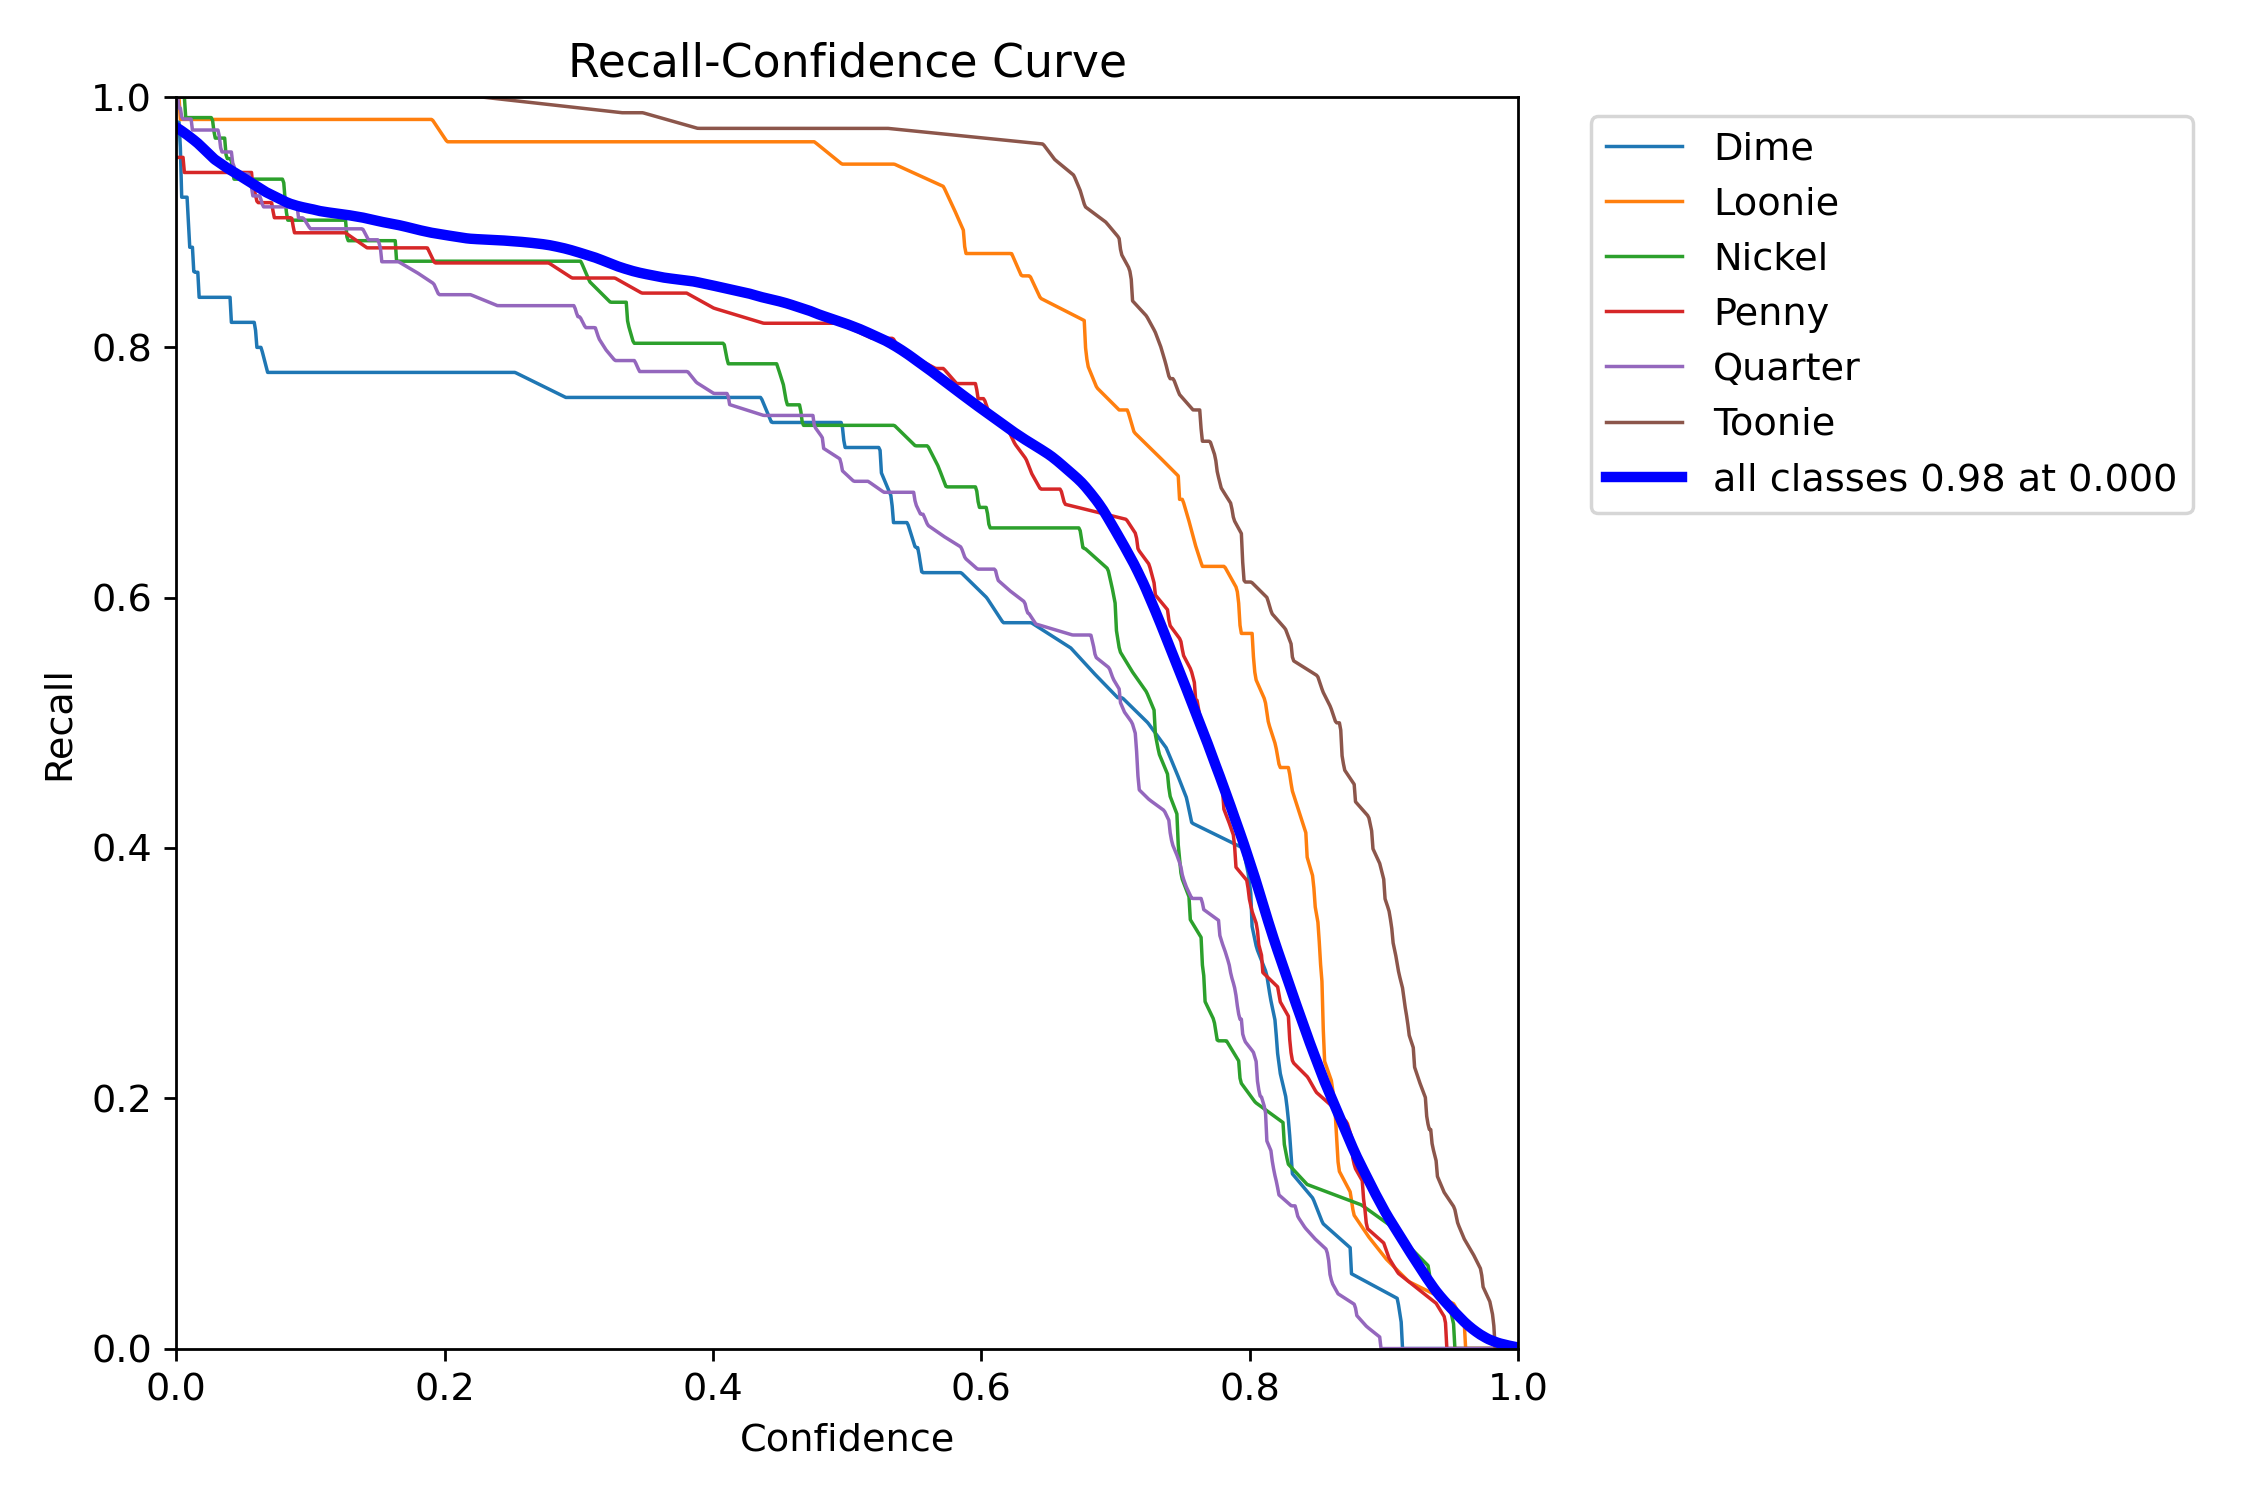 Recall-Confidence Curve
1.0
0.8
0.6
0.4
0.2
0.0
Recall
0.0 0.2 0.4 0.6 0.8 1.0
Confidence
Dime
Loonie
Nickel
Penny
Quarter
Toonie
all classes 0.98 at 0.000